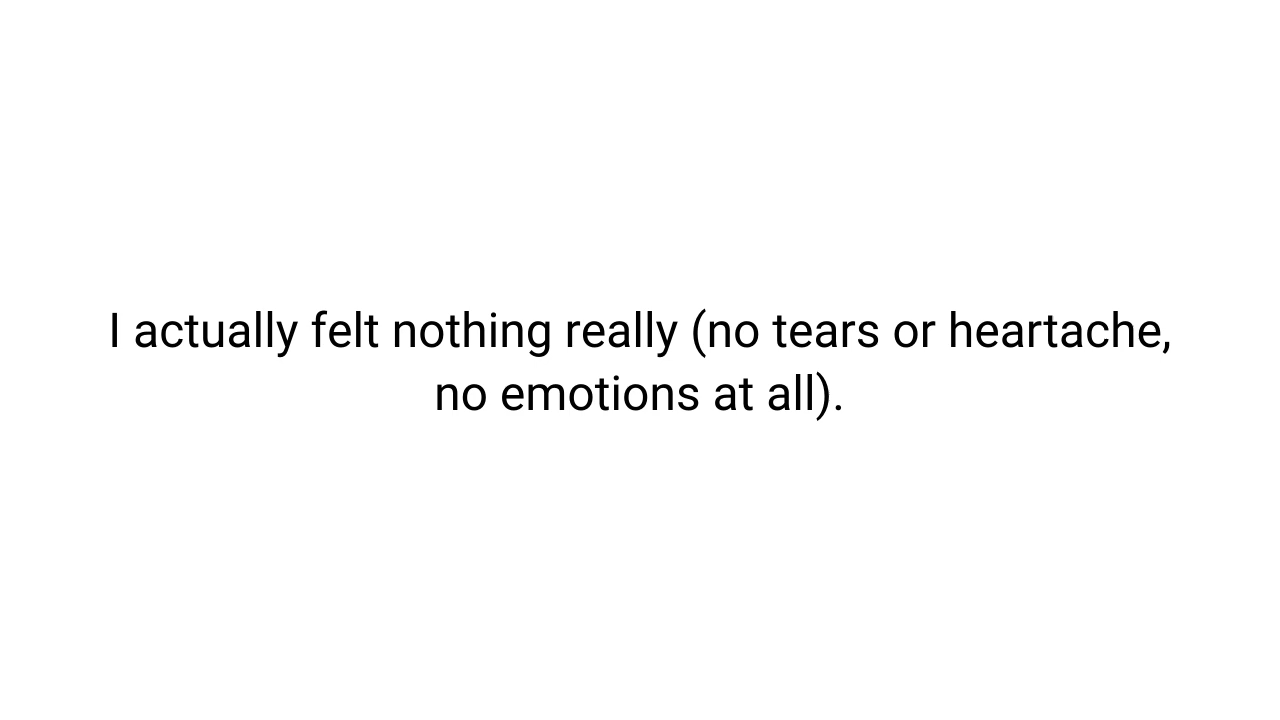 I actually felt nothing really (no tears or heartache,
no emotions at all).